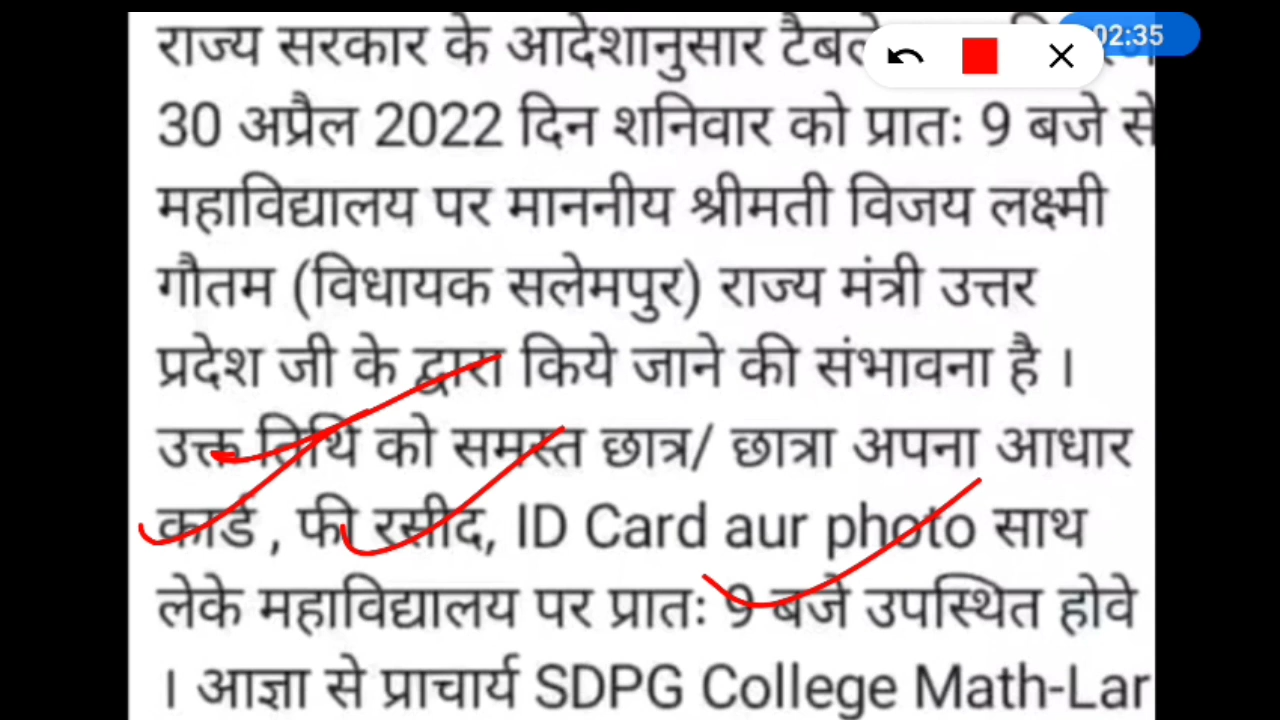 राज्य सरकार के आदेशानुसार
02:35
30 अप्रैल 2022 दिन शनिवार को प्रातः 9 बजे से
महाविद्यालय पर माननीय श्रीमती विजय लक्ष्मी
गौतम (विधायक सलेमपुर) राज्य मंत्री उत्तर
प्रदेश जी के द्वारा किये जाने की संभावना है ।
उक्त तिथि को समस्त छात्र/ छात्रा अपना आधार
कार्ड , फी रसीद, ID Card aur photo साथ
लेके महाविद्यालय पर प्रातः 9 बजे उपस्थित होवे
। आज्ञा से प्राचार्य SDPG College Math-Lar